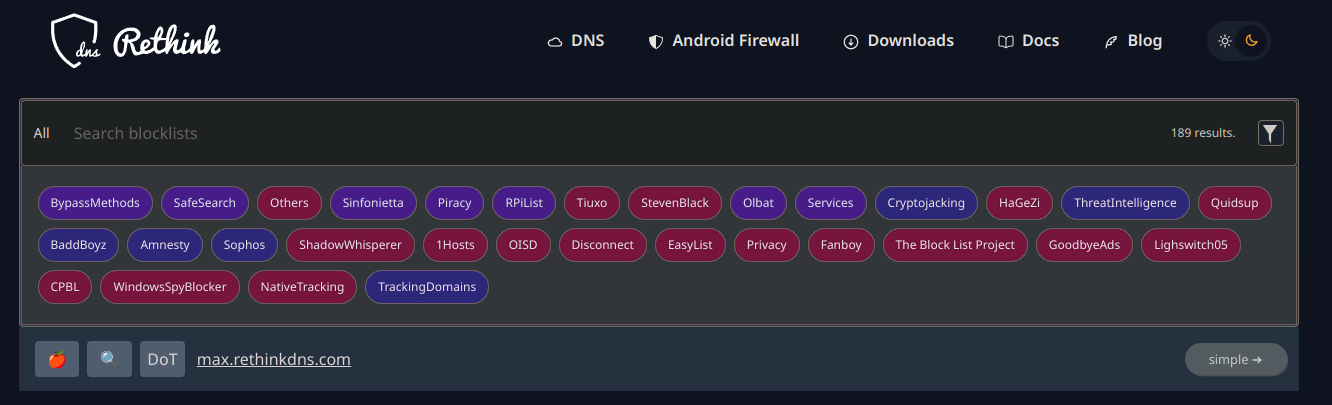 dns Rethink DNS Android Firewall Downloads Docs Blog
All Search blocklists 189 results.
BypassMethods SafeSearch Others Sinfonietta Piracy RPiList Tiuxo StevenBlack Olbat Services Cryptojacking HaGeZi ThreatIntelligence Quidsup
BaddBoyz Amnesty Sophos ShadowWhisperer 1Hosts OISD Disconnect EasyList Privacy Fanboy The Block List Project GoodbyeAds Lighswitch05
CPBL WindowsSpyBlocker NativeTracking TrackingDomains
DoT max.rethinkdns.com simple ➜